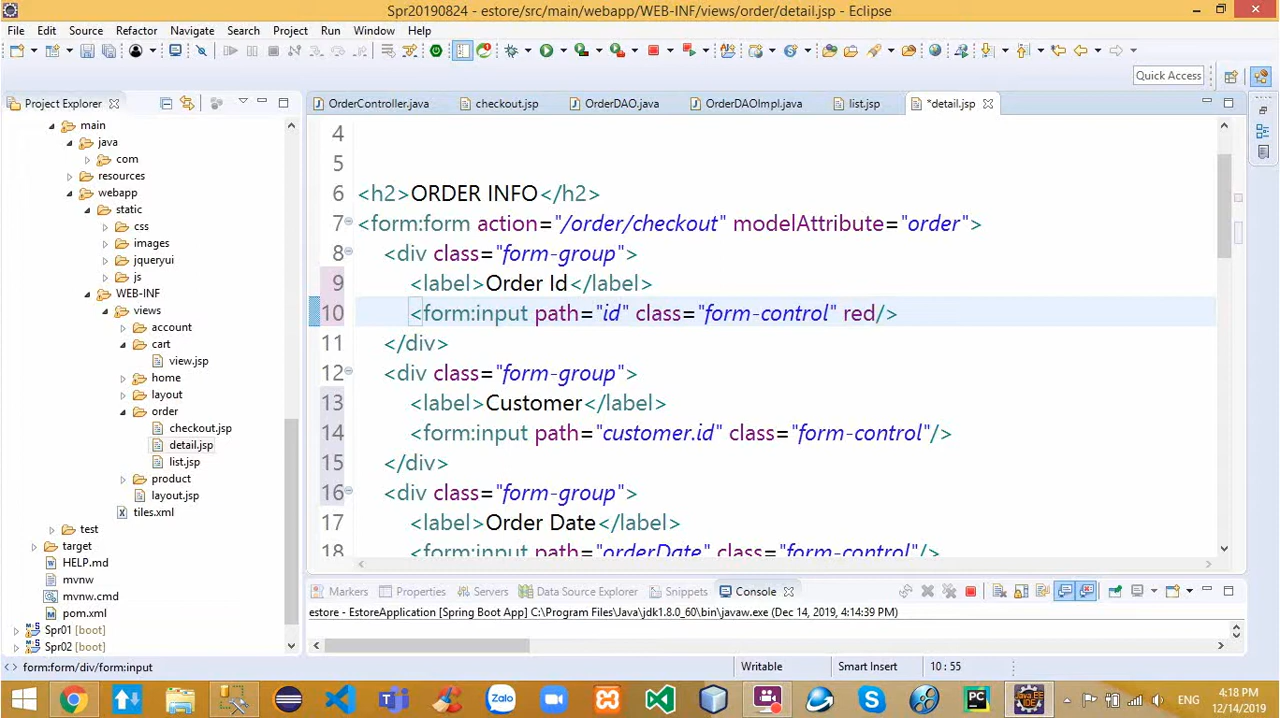 Spr20190824 - estore/src/main/webapp/WEB-INF/views/order/detail.jsp - Eclipse
File Edit Source Refactor Navigate Search Project Run Window Help
Quick Access
Project Explorer
main
java
com
resources
webapp
static
css
images
jqueryui
js
WEB-INF
views
account
cart
view.jsp
home
layout
order
checkout.jsp
detail.jsp
list.jsp
product
layout.jsp
tiles.xml
test
target
HELP.md
mvnw
mvnw.cmd
pom.xml
Spr01 [boot]
Spr02 [boot]
OrderController.java checkout.jsp OrderDAO.java OrderDAOImpl.java list.jsp *detail.jsp
4
5
6 <h2>ORDER INFO</h2>
7 <form:form action="/order/checkout" modelAttribute="order">
8 <div class="form-group">
9 <label>Order Id</label>
10 <form:input path="id" class="form-control" red/>
11 </div>
12 <div class="form-group">
13 <label>Customer</label>
14 <form:input path="customer.id" class="form-control"/>
15 </div>
16 <div class="form-group">
17 <label>Order Date</label>
18 <form:input path="orderDate" class="form-control"/>
Markers Properties Servers Data Source Explorer Snippets Console
estore - EstoreApplication [Spring Boot App] C:\Program Files\Java\jdk1.8.0_60\bin\javaw.exe (Dec 14, 2019, 4:14:39 PM)
form:form/div/form:input
Writable Smart Insert 10 : 55
Zalo
PC
ENG
4:18 PM
12/14/2019